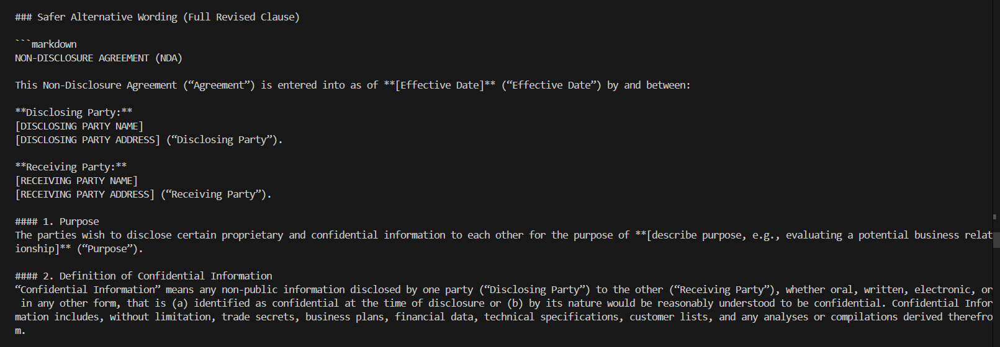 ### Safer Alternative Wording (Full Revised Clause)
```markdown
NON-DISCLOSURE AGREEMENT (NDA)
This Non-Disclosure Agreement (“Agreement”) is entered into as of **[Effective Date]** (“Effective Date”) by and between:
**Disclosing Party:**
[DISCLOSING PARTY NAME]
[DISCLOSING PARTY ADDRESS] (“Disclosing Party”).
**Receiving Party:**
[RECEIVING PARTY NAME]
[RECEIVING PARTY ADDRESS] (“Receiving Party”).
#### 1. Purpose
The parties wish to disclose certain proprietary and confidential information to each other for the purpose of **[describe purpose, e.g., evaluating a potential business relat
ionship]** (“Purpose”).
#### 2. Definition of Confidential Information
“Confidential Information” means any non-public information disclosed by one party (“Disclosing Party”) to the other (“Receiving Party”), whether oral, written, electronic, or
in any other form, that is (a) identified as confidential at the time of disclosure or (b) by its nature would be reasonably understood to be confidential. Confidential Infor
mation includes, without limitation, trade secrets, business plans, financial data, technical specifications, customer lists, and any analyses or compilations derived therefro
m.